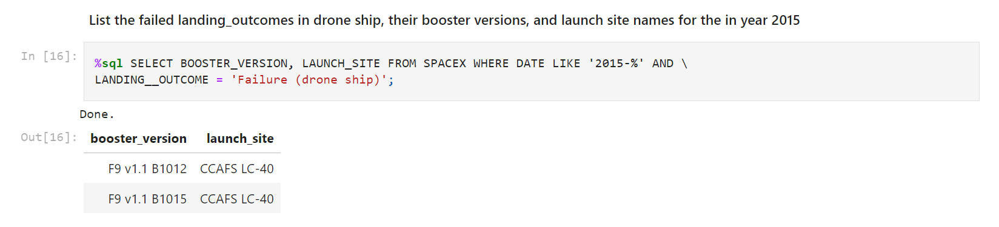 List the failed landing_outcomes in drone ship, their booster versions, and launch site names for the in year 2015
In [16]: %sql SELECT BOOSTER_VERSION, LAUNCH_SITE FROM SPACEX WHERE DATE LIKE '2015-%' AND \
LANDING__OUTCOME = 'Failure (drone ship)';
Done.
Out[16]: booster_version launch_site
F9 v1.1 B1012 CCAFS LC-40
F9 v1.1 B1015 CCAFS LC-40